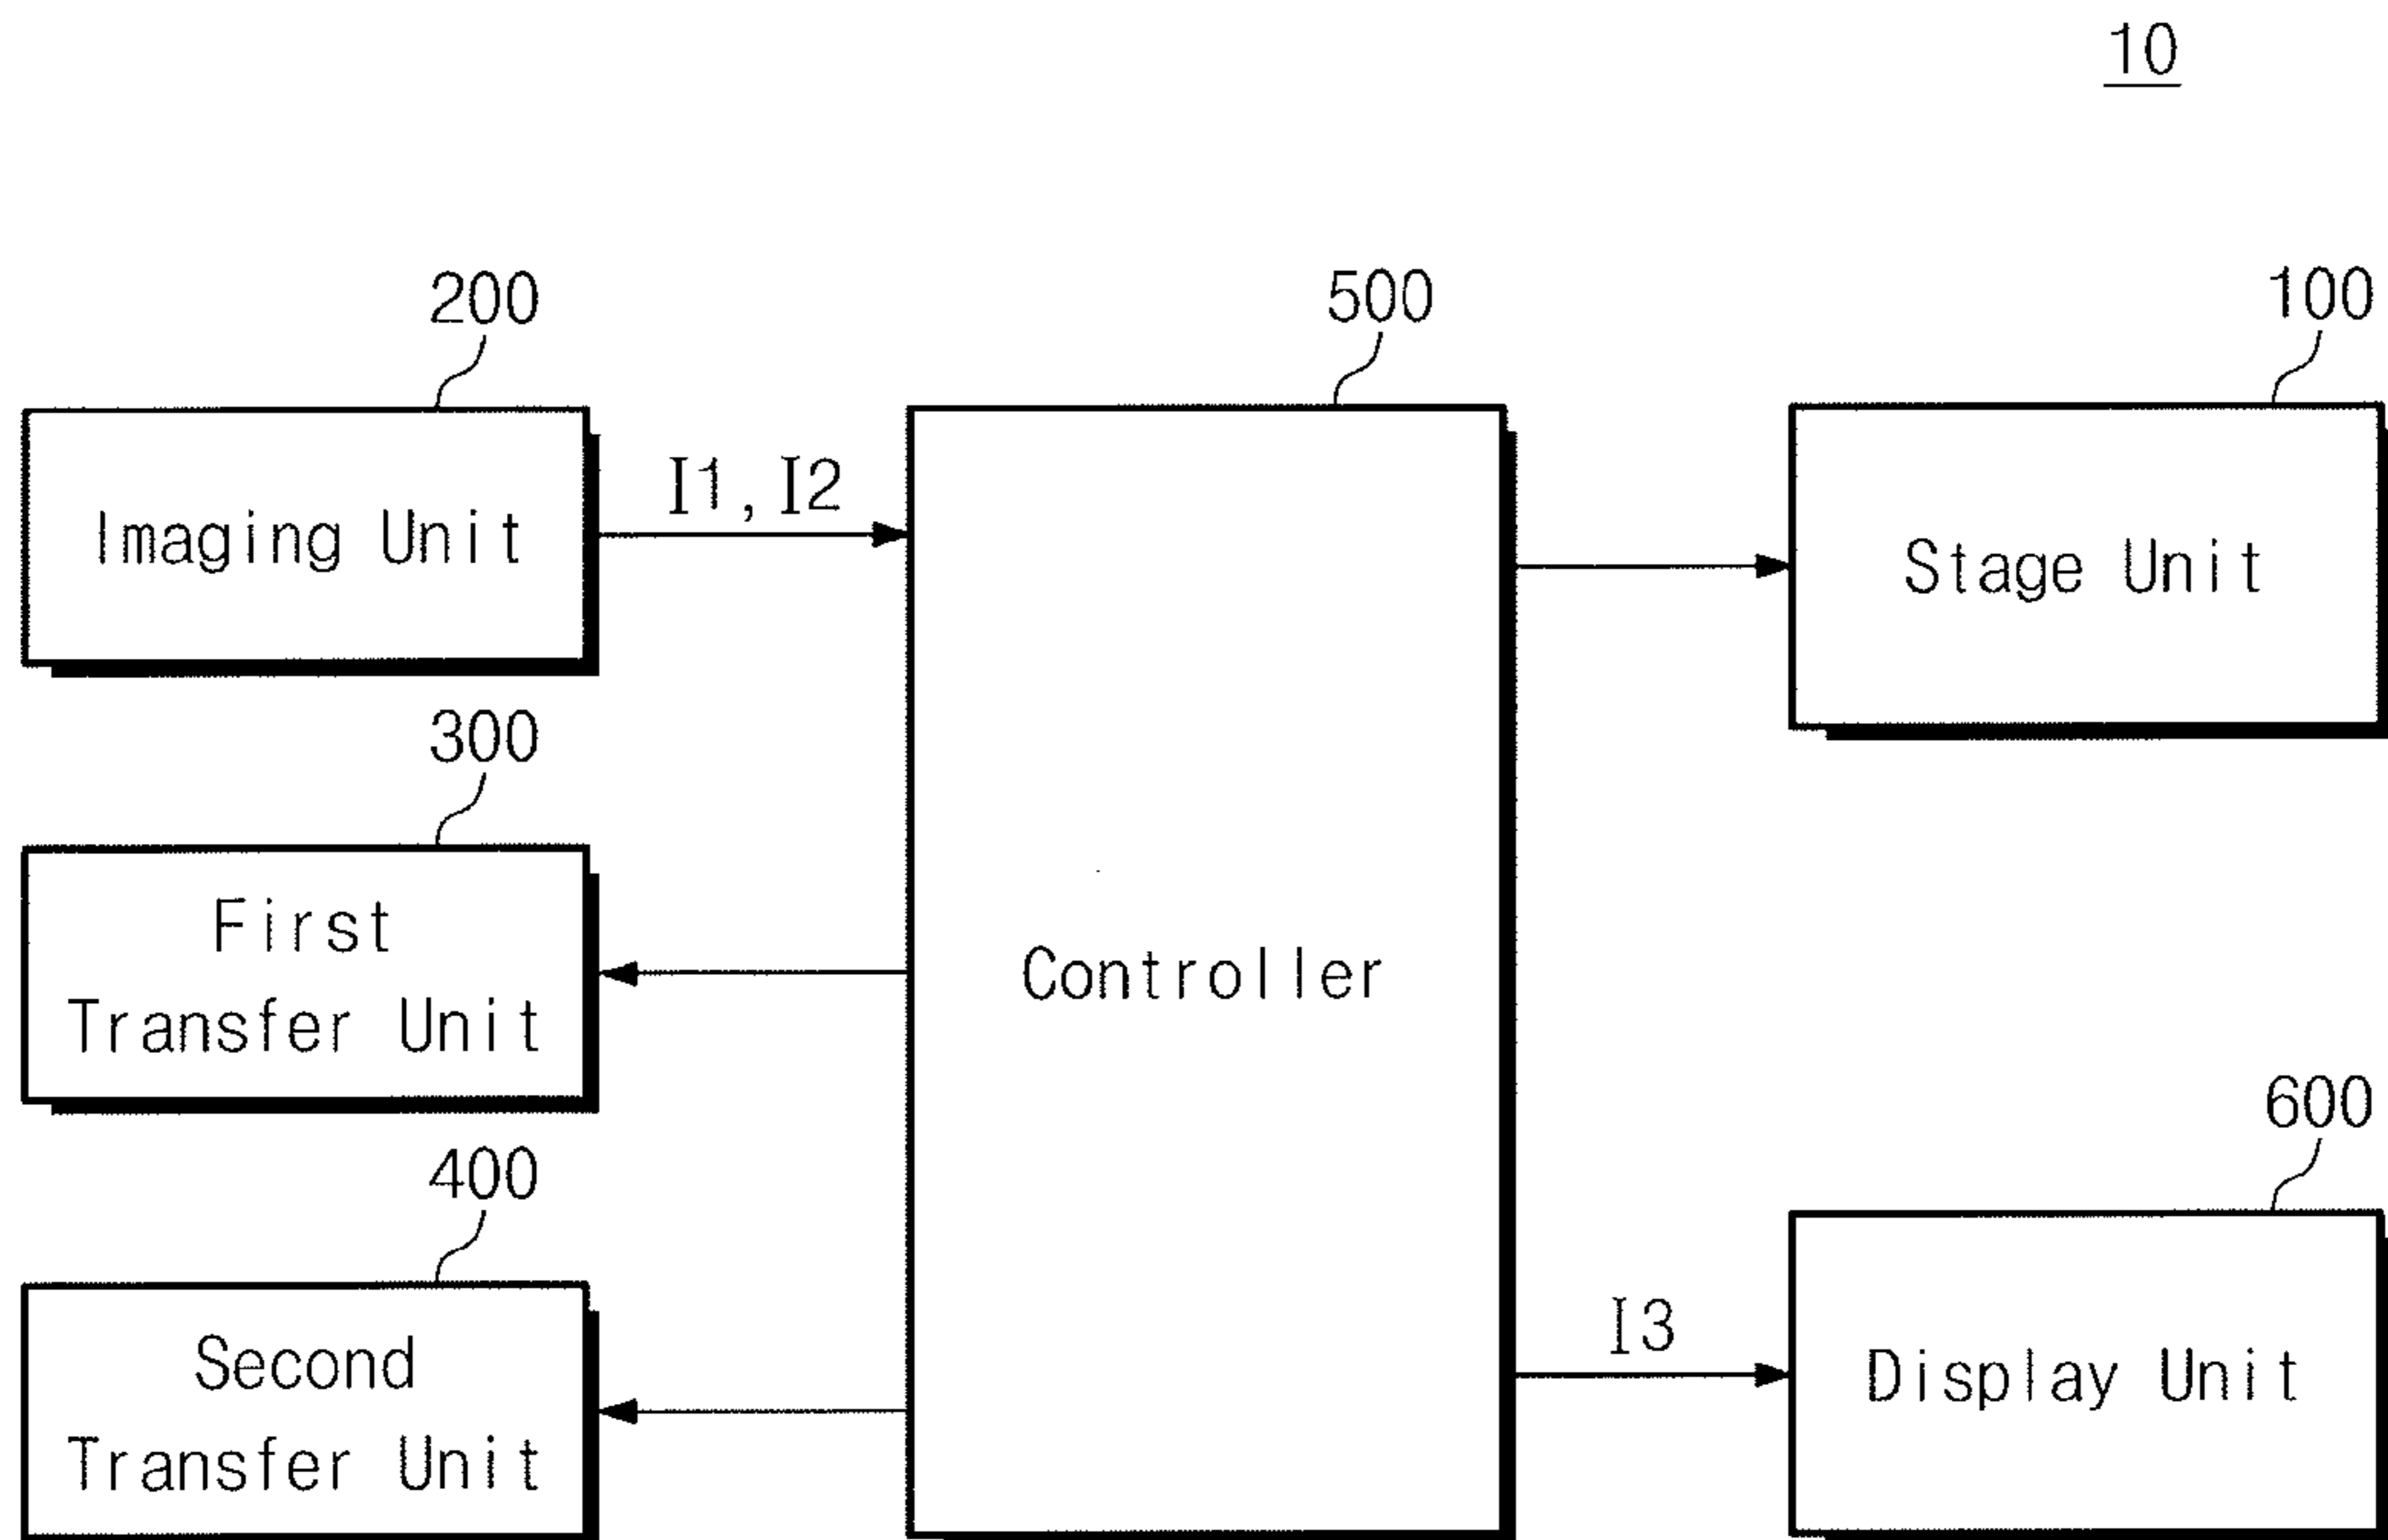 10
200
500
100
I1, I2
Imaging Unit
Stage Unit
300
First
Transfer Unit
Controller
600
400
I3
Second
Transfer Unit
Display Unit